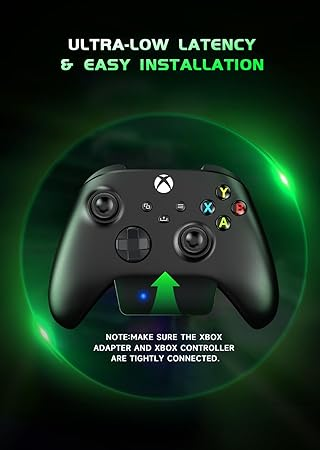 ULTRA-LOW LATENCY
& EASY INSTALLATION
Y
X
B
A
NOTE:MAKE SURE THE XBOX
ADAPTER AND XBOX CONTROLLER
ARE TIGHTLY CONNECTED.